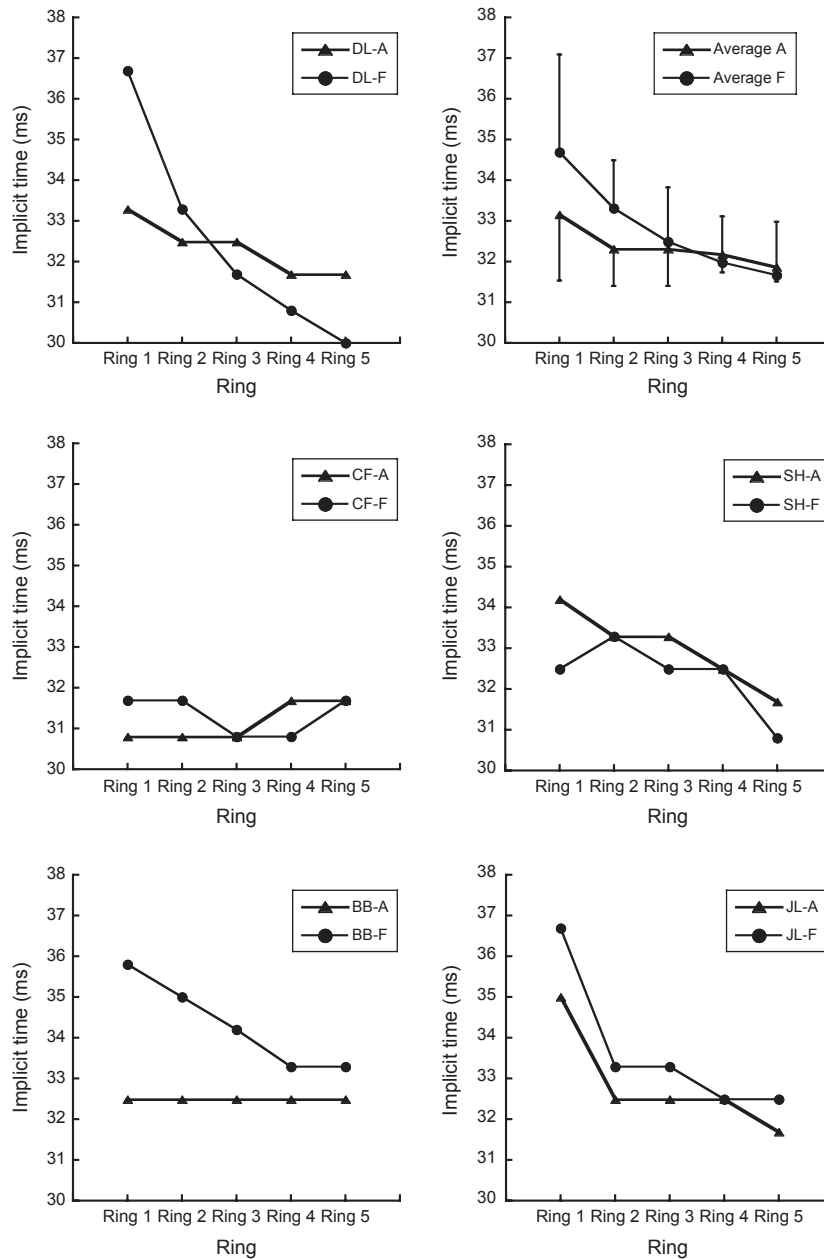 DL-A
DL-F
Implicit time (ms)
38
37
36
35
34
33
32
31
30
Ring 1 Ring 2 Ring 3 Ring 4 Ring 5
Ring
Average A
Average F
Implicit time (ms)
38
37
36
35
34
33
32
31
30
Ring 1 Ring 2 Ring 3 Ring 4 Ring 5
Ring
CF-A
CF-F
Implicit time (ms)
38
37
36
35
34
33
32
31
30
Ring 1 Ring 2 Ring 3 Ring 4 Ring 5
Ring
SH-A
SH-F
Implicit time (ms)
38
37
36
35
34
33
32
31
30
Ring 1 Ring 2 Ring 3 Ring 4 Ring 5
Ring
BB-A
BB-F
Implicit time (ms)
38
37
36
35
34
33
32
31
30
Ring 1 Ring 2 Ring 3 Ring 4 Ring 5
Ring
JL-A
JL-F
Implicit time (ms)
38
37
36
35
34
33
32
31
30
Ring 1 Ring 2 Ring 3 Ring 4 Ring 5
Ring